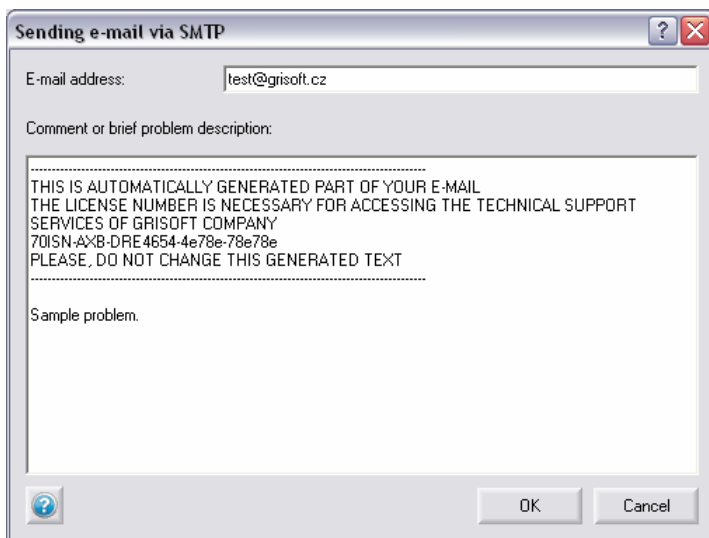 Sending e-mail via SMTP
E-mail address:
test@grisoft.cz
Comment or brief problem description:
--------------------------------------------------------------------------------
THIS IS AUTOMATICALLY GENERATED PART OF YOUR E-MAIL
THE LICENSE NUMBER IS NECESSARY FOR ACCESSING THE TECHNICAL SUPPORT
SERVICES OF GRISOFT COMPANY
70ISN-AXB-DRE4654-4e78e-78e78e
PLEASE, DO NOT CHANGE THIS GENERATED TEXT
--------------------------------------------------------------------------------
Sample problem.
OK
Cancel